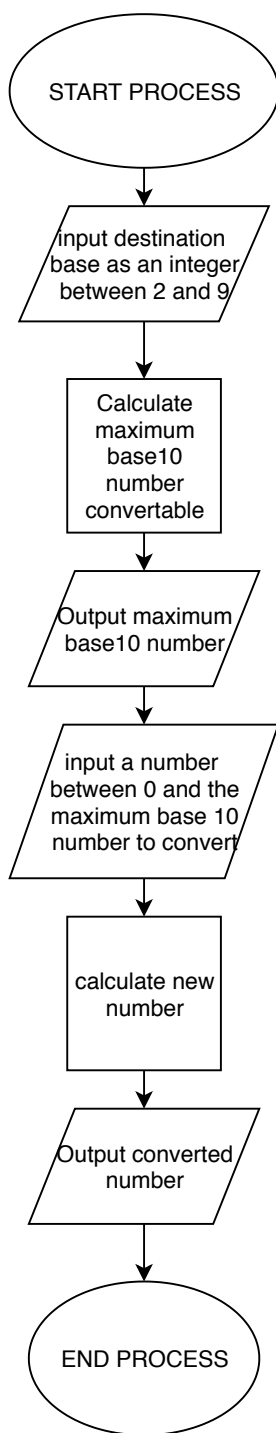 START PROCESS
input destination
base as an integer
between 2 and 9
Calculate
maximum
base10
number
convertable
Output maximum
base10 number
input a number
between 0 and the
maximum base 10
number to convert
calculate new
number
Output converted
number
END PROCESS